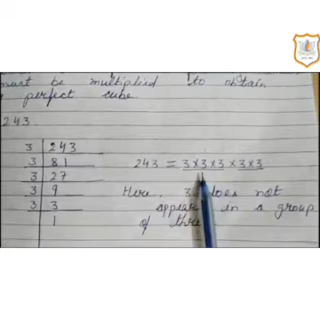 must be multiplied to obtain
perfect cube
243
3 243
3 81 243 = 3×3×3×3×3
3 27
3 9 Here, 3 does not
3 3 appear in a group
1 of three